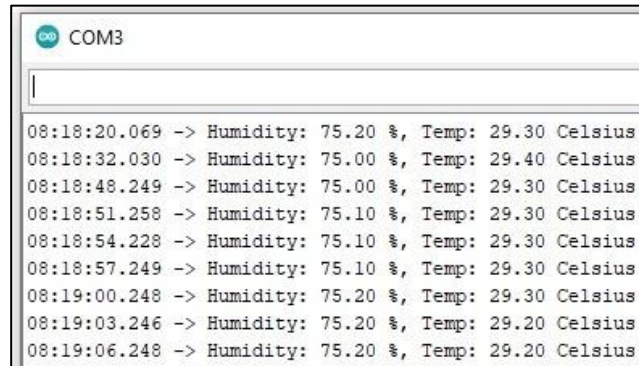 COM3
08:18:20.069 -> Humidity: 75.20 %, Temp: 29.30 Celsius
08:18:32.030 -> Humidity: 75.00 %, Temp: 29.40 Celsius
08:18:48.249 -> Humidity: 75.00 %, Temp: 29.30 Celsius
08:18:51.258 -> Humidity: 75.10 %, Temp: 29.30 Celsius
08:18:54.228 -> Humidity: 75.10 %, Temp: 29.30 Celsius
08:18:57.249 -> Humidity: 75.10 %, Temp: 29.30 Celsius
08:19:00.248 -> Humidity: 75.20 %, Temp: 29.30 Celsius
08:19:03.246 -> Humidity: 75.20 %, Temp: 29.20 Celsius
08:19:06.248 -> Humidity: 75.20 %, Temp: 29.20 Celsius